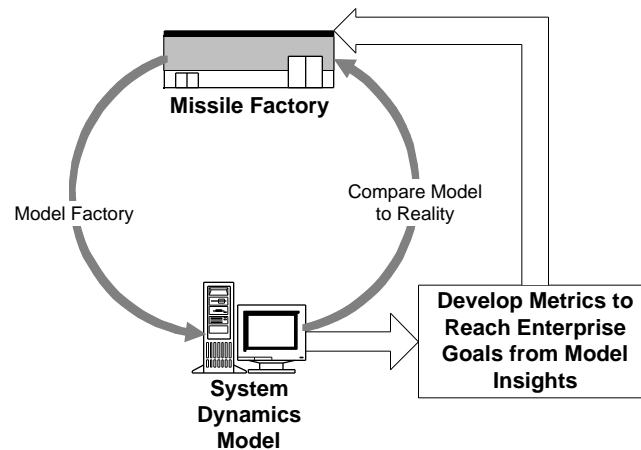 Missile Factory
Model Factory
Compare Model
to Reality
System
Dynamics
Model
Develop Metrics to
Reach Enterprise
Goals from Model
Insights